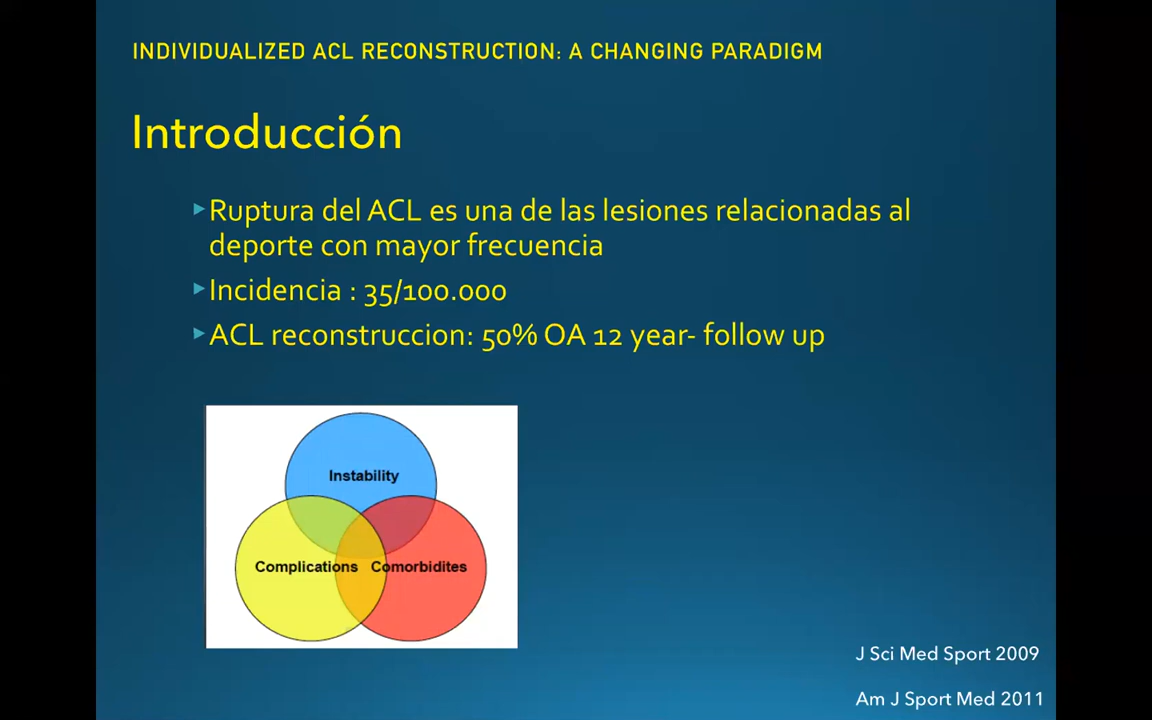 INDIVIDUALIZED ACL RECONSTRUCTION: A CHANGING PARADIGM
Introducción
Ruptura del ACL es una de las lesiones relacionadas al
deporte con mayor frecuencia
Incidencia : 35/100.000
ACL reconstruccion: 50% OA 12 year- follow up
Instability
Complications
Comorbidites
J Sci Med Sport 2009
Am J Sport Med 2011